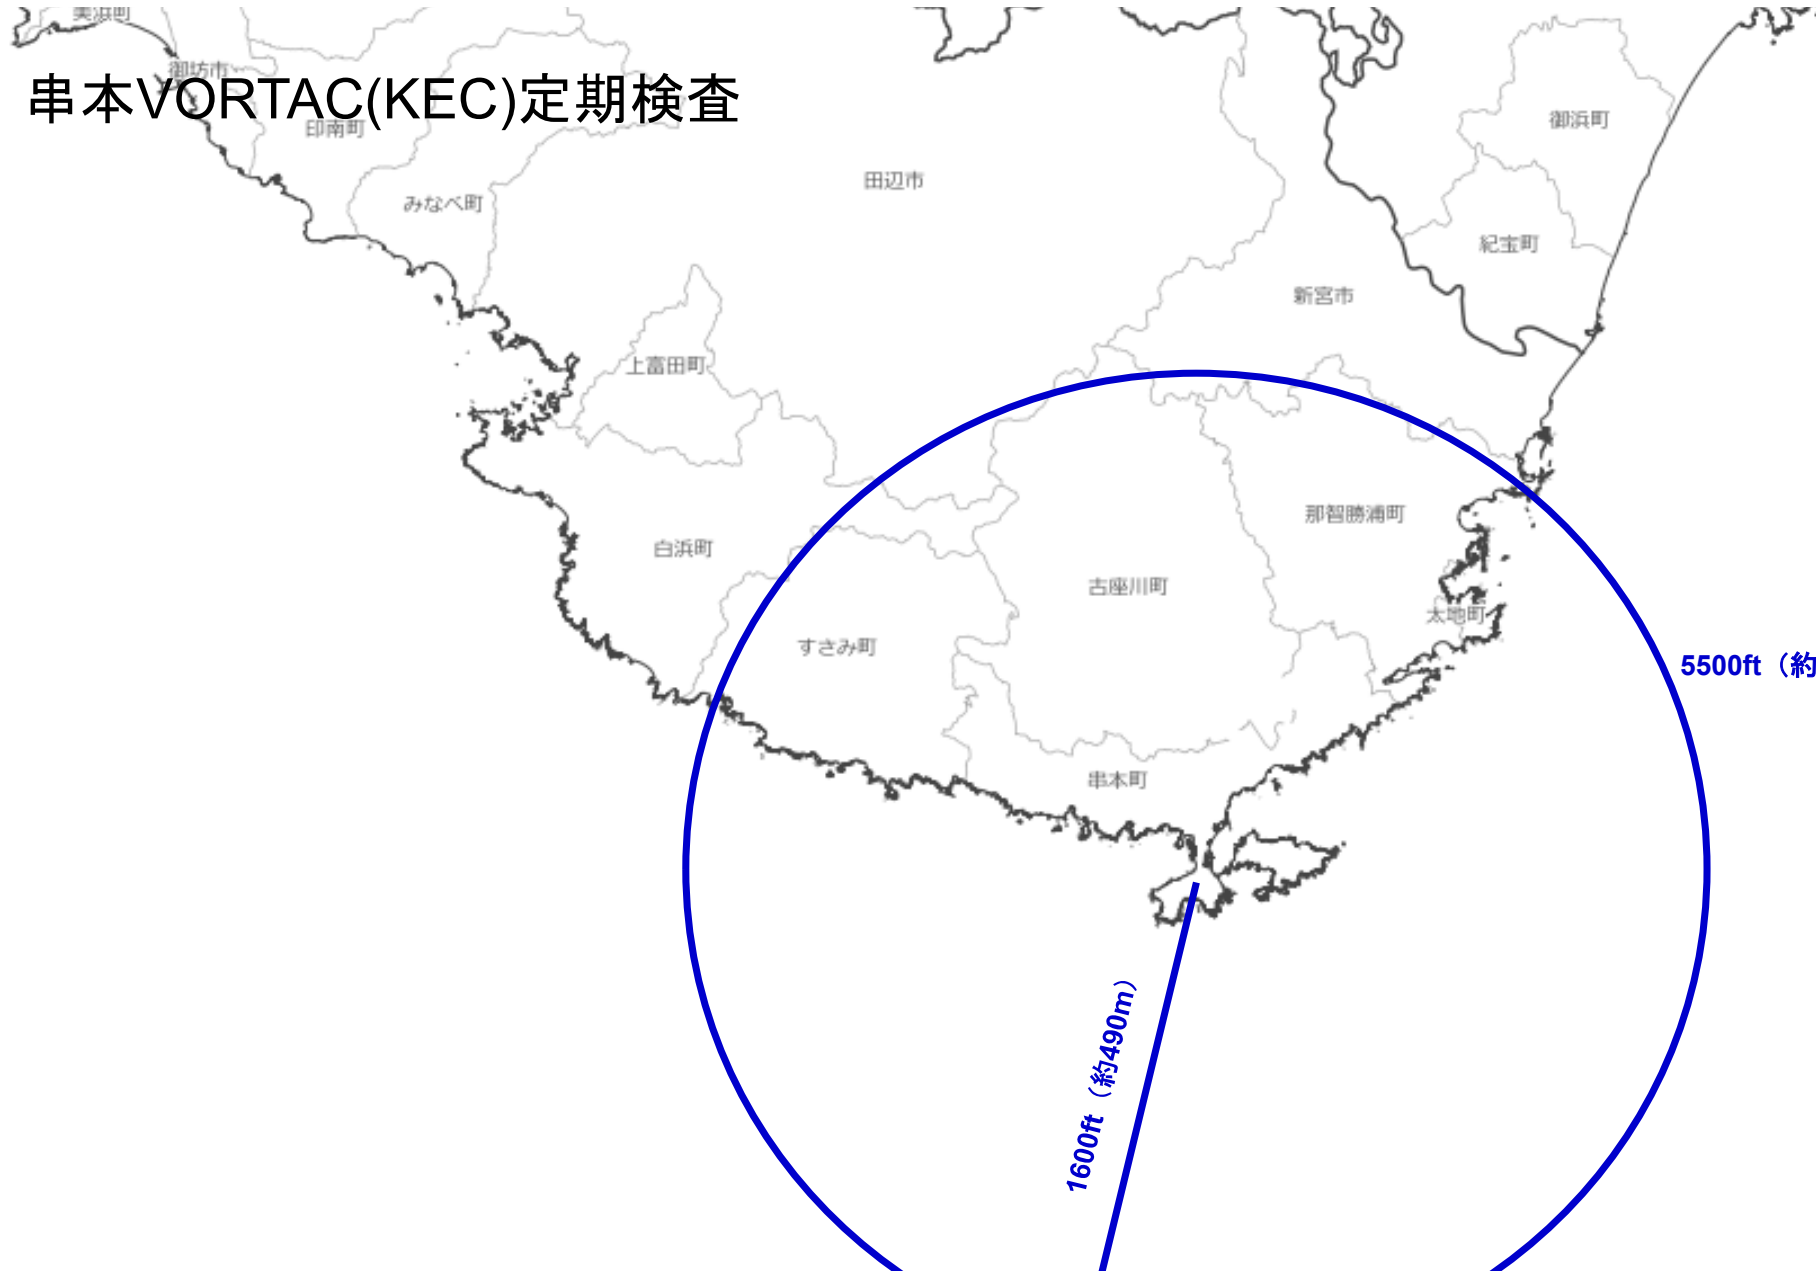 美浜町
御坊市
串本VORTAC(KEC)定期検査
印南町
御浜町
田辺市
みなべ町
紀宝町
新宮市
上富田町
那智勝浦町
白浜町
古座川町
太地町
すさみ町
5500ft（約
串本町
1600ft（約490m）